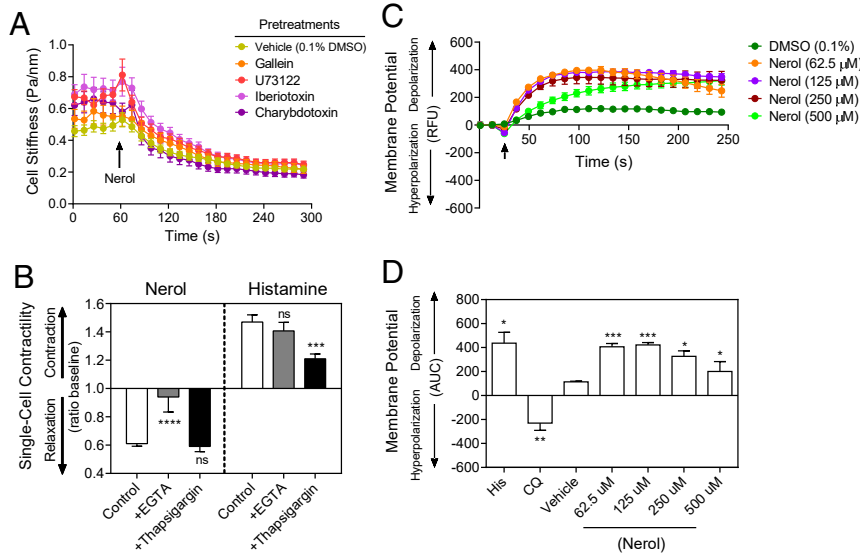 A
Pretreatments
Vehicle (0.1% DMSO)
Gallein
U73122
Iberiotoxin
Charybdotoxin
Cell Stiffness (Pa/nm)
1.0
0.8
0.6
0.4
0.2
0.0
Nerol
0 60 120 180 240 300
Time (s)
C
Membrane Potential
Hyperpolarization Depolarization
(RFU)
600
400
200
0
-200
-400
-600
50 100 150 200 250
Time (s)
DMSO (0.1%)
Nerol (62.5 µM)
Nerol (125 µM)
Nerol (250 µM)
Nerol (500 µM)
B
Nerol Histamine
Single-Cell Contractility
Relaxation Contraction
(ratio baseline)
1.6
1.4
1.2
1.0
0.8
0.6
0.4
ns
***
****
ns
Control
+EGTA
+Thapsigargin
Control
+EGTA
+Thapsigargin
D
Membrane Potential
Hyperpolarization Depolarization
(AUC)
800
600
400
200
0
-200
-400
-600
*
**
***
***
*
*
His
CQ
Vehicle
62.5 uM
125 uM
250 uM
500 uM
(Nerol)